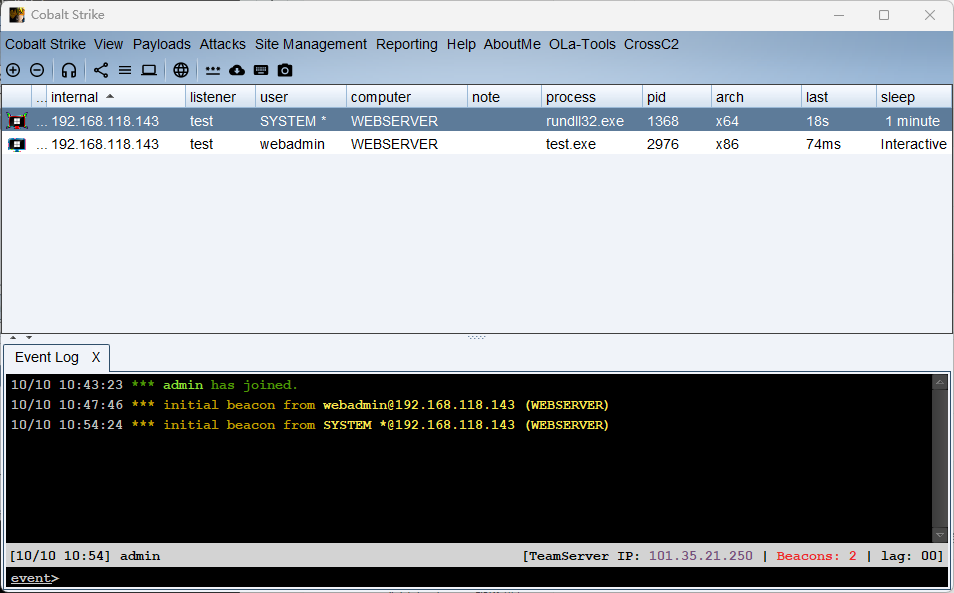 Cobalt Strike
Cobalt Strike View Payloads Attacks Site Management Reporting Help AboutMe OLa-Tools CrossC2
... internal listener user computer note process pid arch last sleep
... 192.168.118.143 test SYSTEM * WEBSERVER rundll32.exe 1368 x64 18s 1 minute
... 192.168.118.143 test webadmin WEBSERVER test.exe 2976 x86 74ms Interactive
Event Log X
10/10 10:43:23 *** admin has joined.
10/10 10:47:46 *** initial beacon from webadmin@192.168.118.143 (WEBSERVER)
10/10 10:54:24 *** initial beacon from SYSTEM *@192.168.118.143 (WEBSERVER)
[10/10 10:54] admin [TeamServer IP: 101.35.21.250 | Beacons: 2 | lag: 00]
event>